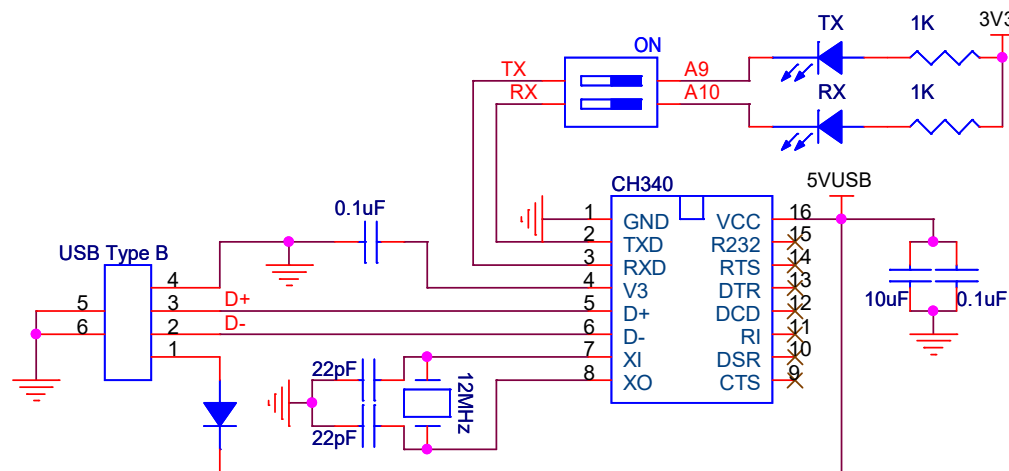 TX 1K 3V3
ON
TX A9
RX A10
RX 1K
CH340 5VUSB
0.1uF
USB Type B
1 GND VCC 16
2 TXD R232 15
3 RXD RTS 14
4 V3 DTR 13
5 D+ DCD 12
6 D- RI 11
7 XI DSR 10
8 XO CTS 9
4
5 3 D+
6 2 D-
1
10uF 0.1uF
22pF
12MHz
22pF